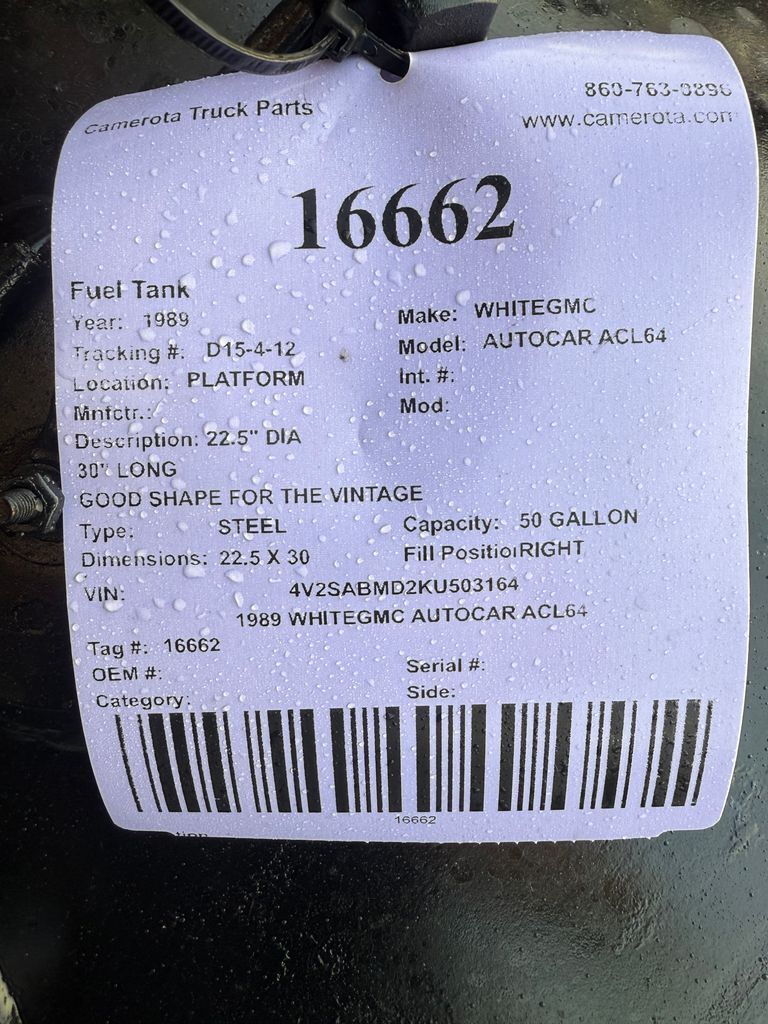 Camerota Truck Parts 860-763-0896
www.camerota.com
16662
Fuel Tank
Year: 1989 Make: WHITEGMC
Tracking #: D15-4-12 Model: AUTOCAR ACL64
Location: PLATFORM Int. #:
Mnfctr.: Mod:
Description: 22.5" DIA
30" LONG
GOOD SHAPE FOR THE VINTAGE
Type: STEEL Capacity: 50 GALLON
Dimensions: 22.5 X 30 Fill PositionRIGHT
VIN: 4V2SABMD2KU503164
1989 WHITEGMC AUTOCAR ACL64
Tag #: 16662
OEM #: Serial #:
Category: Side:
16662